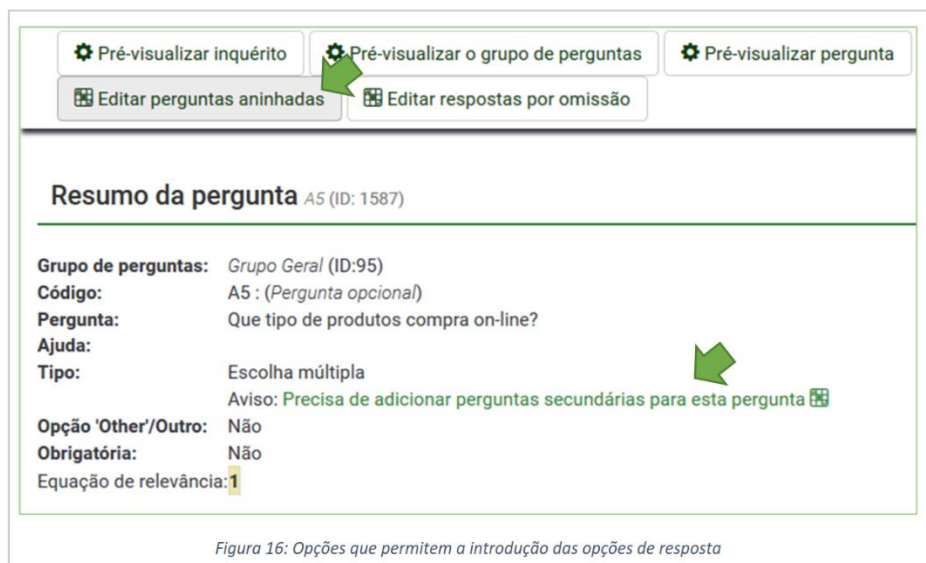 Pré-visualizar inquérito Pré-visualizar o grupo de perguntas Pré-visualizar pergunta
Editar perguntas aninhadas Editar respostas por omissão
Resumo da pergunta A5 (ID: 1587)
Grupo de perguntas: Grupo Geral (ID:95)
Código: A5 : (Pergunta opcional)
Pergunta: Que tipo de produtos compra on-line?
Ajuda:
Tipo: Escolha múltipla
Aviso: Precisa de adicionar perguntas secundárias para esta pergunta
Opção 'Other'/Outro: Não
Obrigatória: Não
Equação de relevância:1
Figura 16: Opções que permitem a introdução das opções de resposta